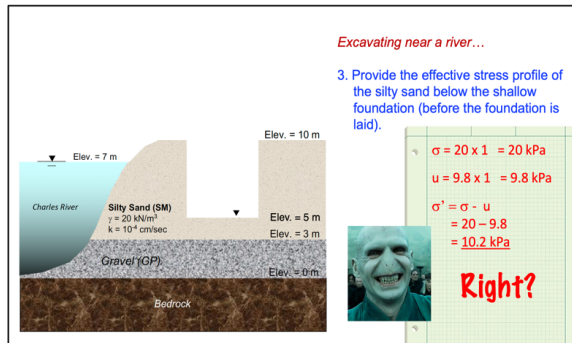 Excavating near a river…
3. Provide the effective stress profile of
the silty sand below the shallow
foundation (before the foundation is
laid).
Elev. = 10 m
Elev. = 7 m
Charles River
Silty Sand (SM)
γ = 20 kN/m³
k = 10⁻⁴ cm/sec
Elev. = 5 m
Elev. = 3 m
Gravel (GP)
Elev. = 0 m
Bedrock
σ = 20 x 1 = 20 kPa
u = 9.8 x 1 = 9.8 kPa
σ' = σ - u
= 20 – 9.8
= 10.2 kPa
Right?